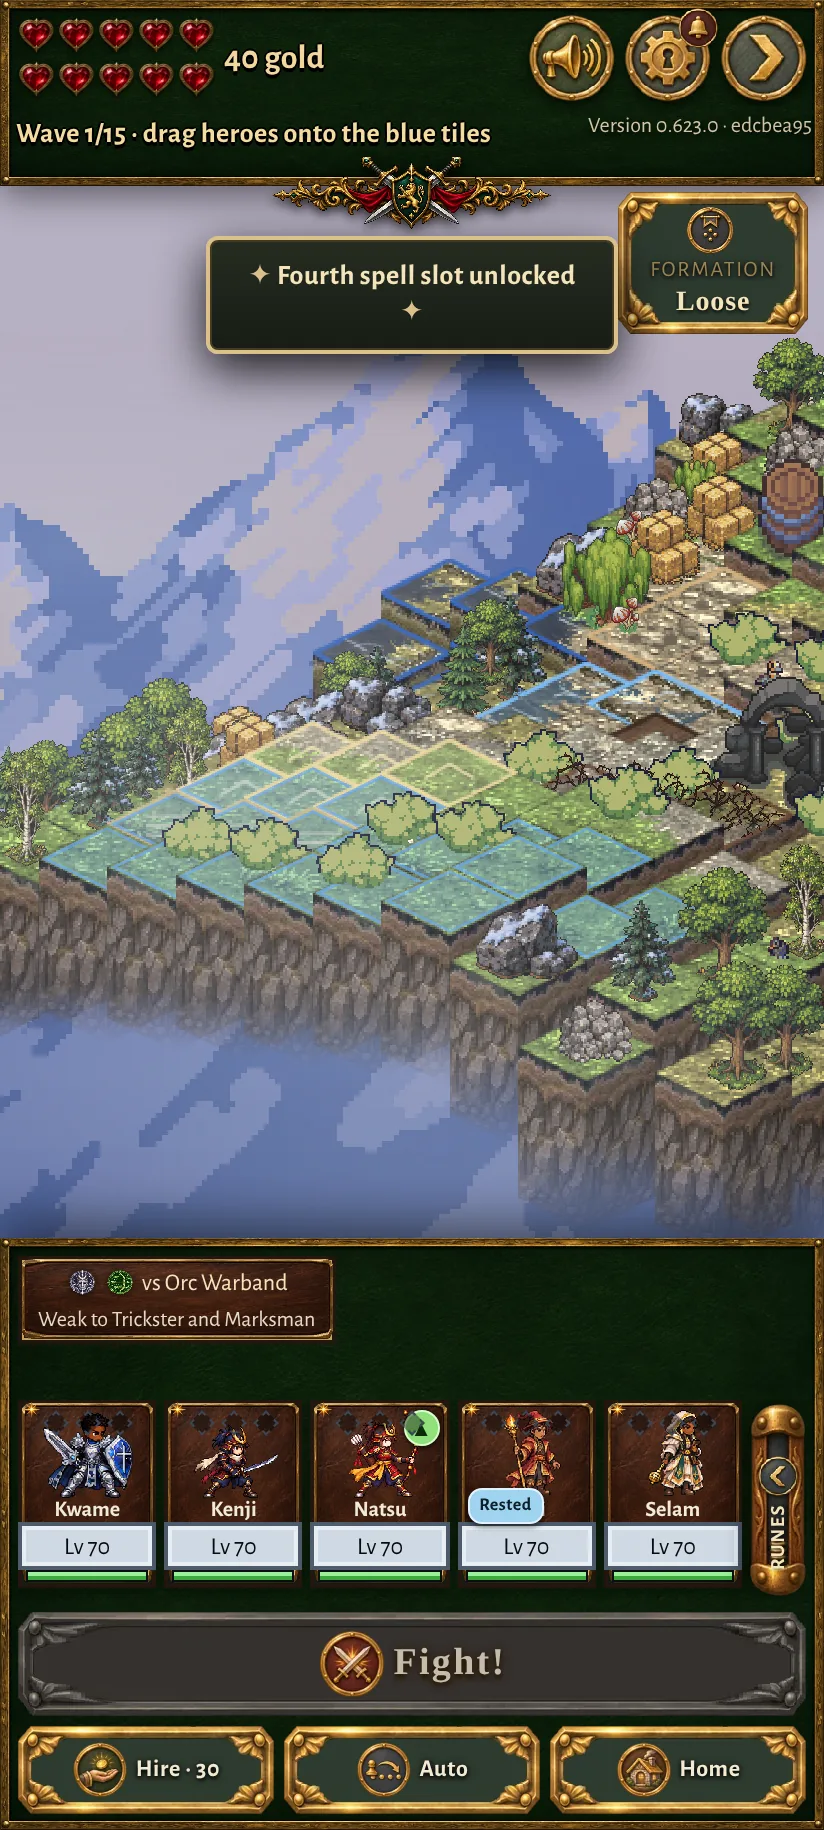 40 gold
Wave 1/15 · drag heroes onto the blue tiles
Version 0.623.0 · edcbea95
✦ Fourth spell slot unlocked
✦
FORMATION
Loose
vs Orc Warband
Weak to Trickster and Marksman
Kwame
Kenji
Natsu
Rested
Selam
Lv 70
Lv 70
Lv 70
Lv 70
Lv 70
RUNES
Fight!
Hire · 30
Auto
Home